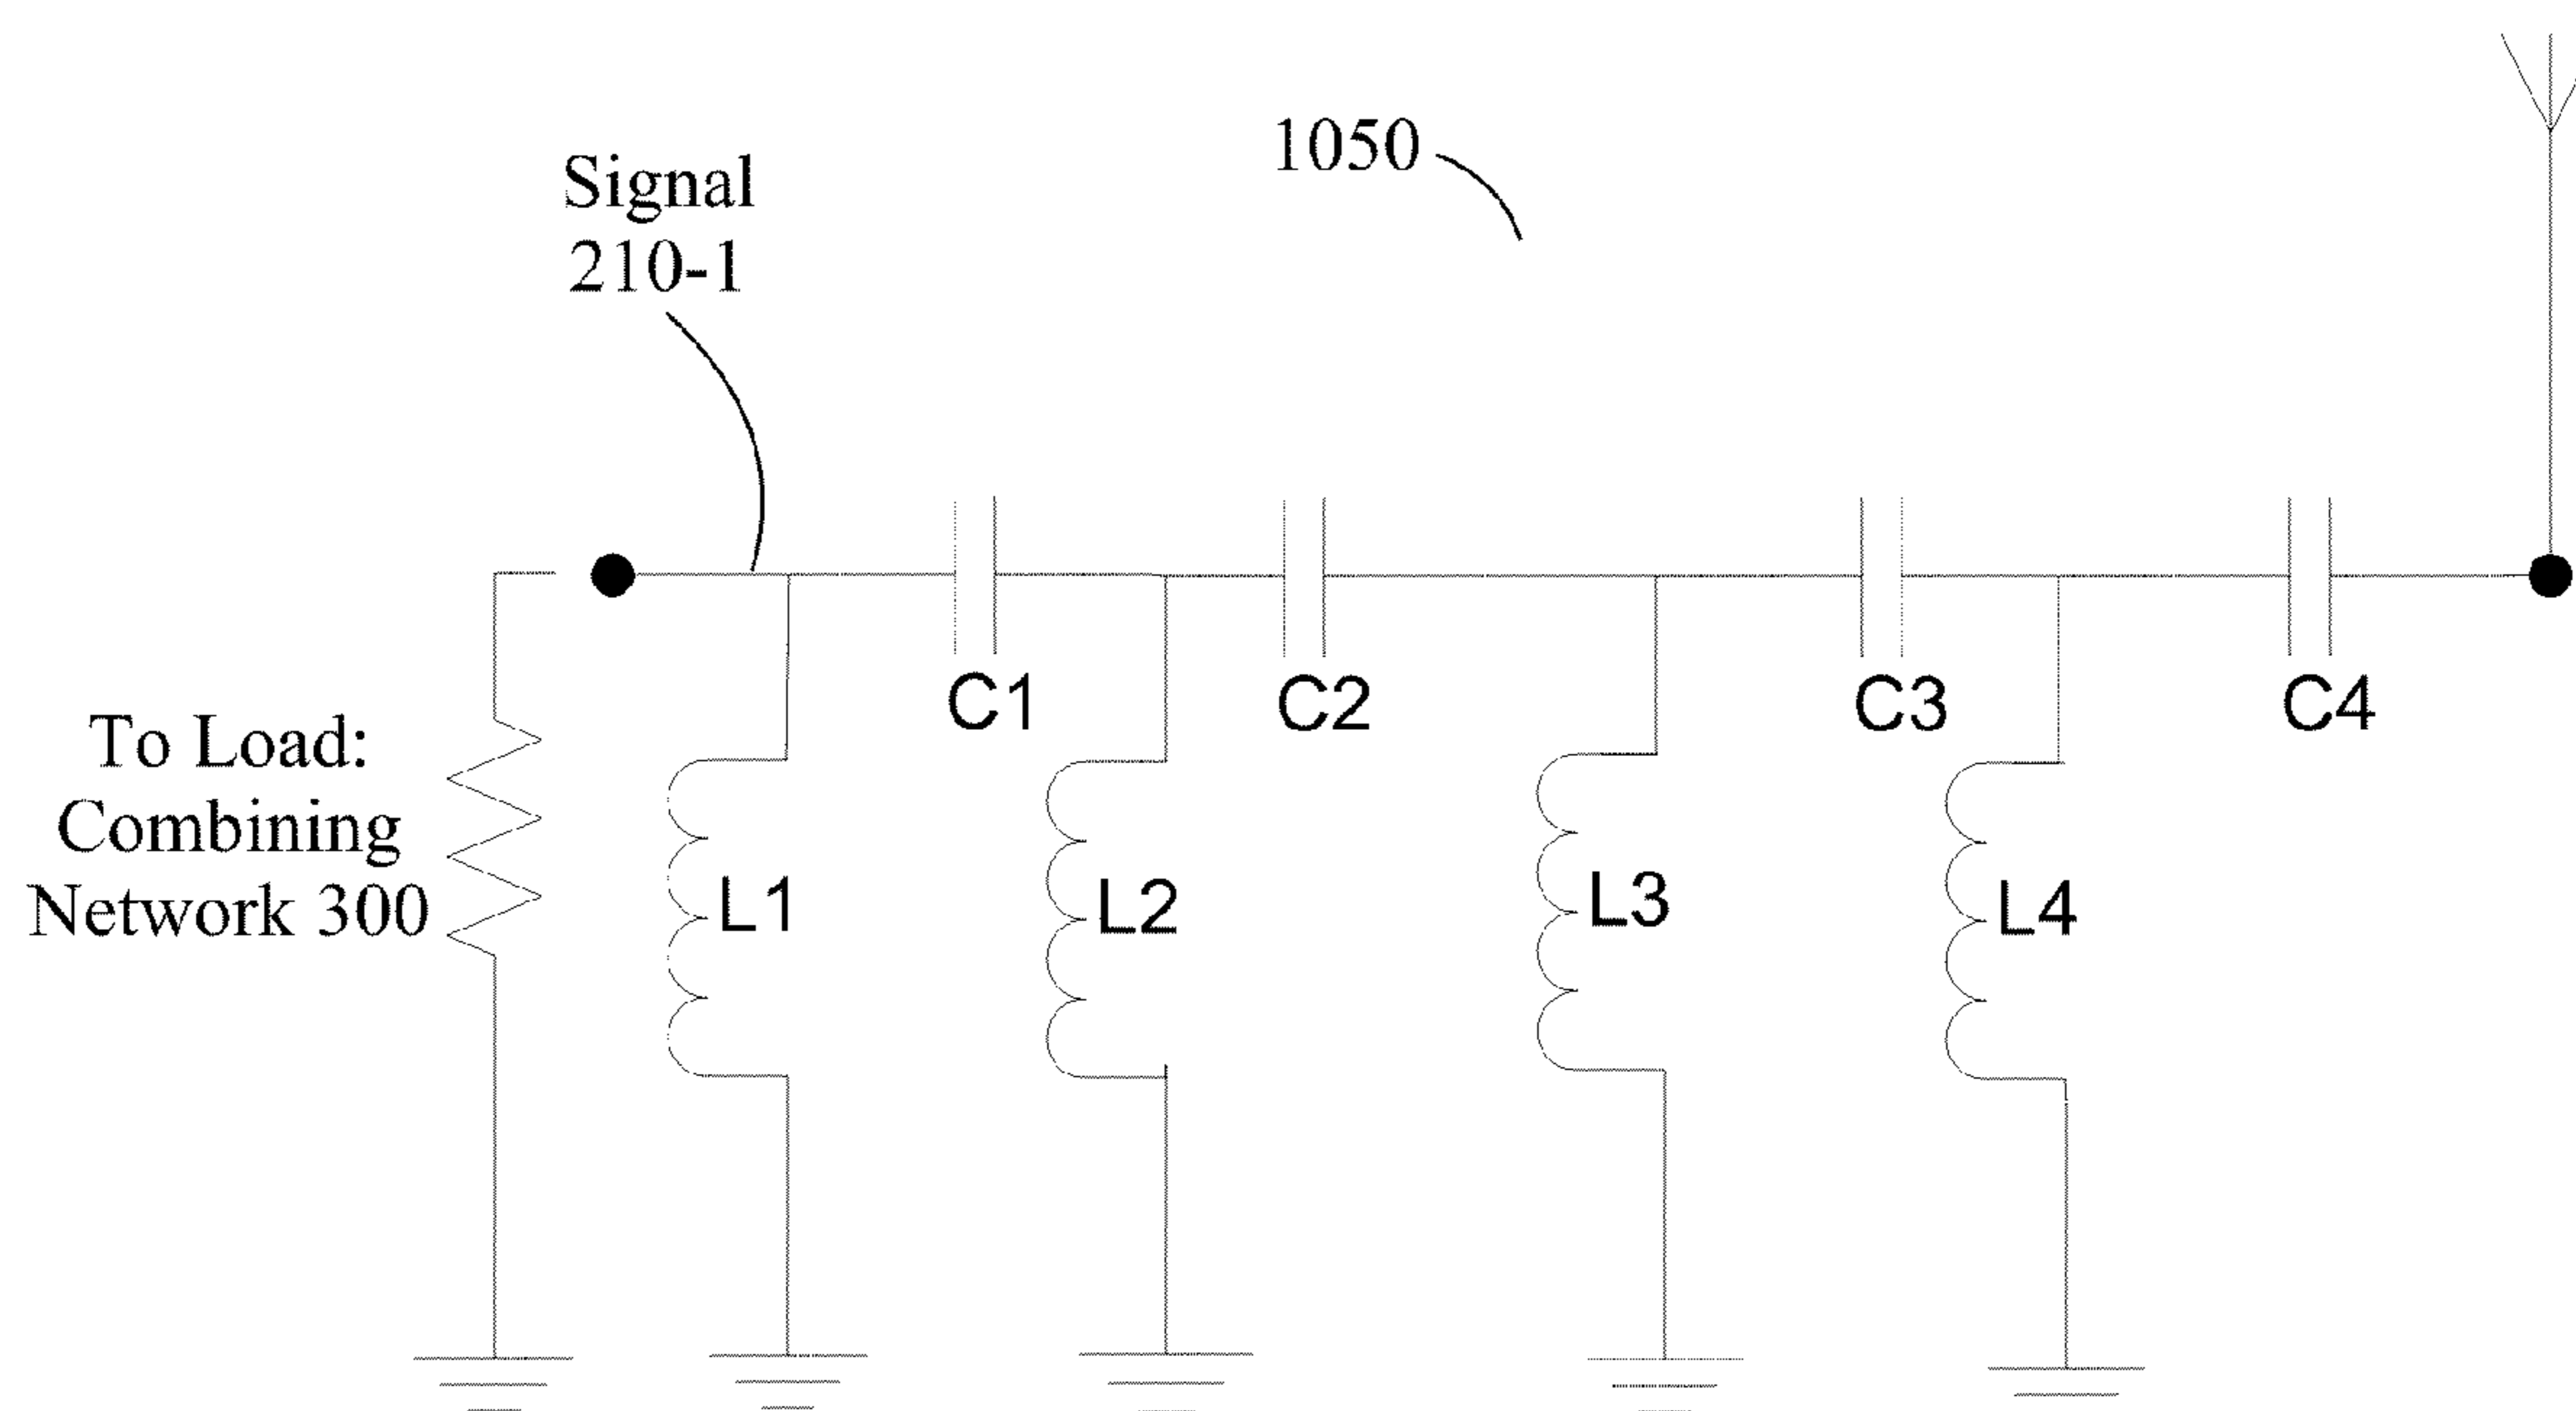 1050
Signal
210-1
C1
C2
C3
C4
To Load:
Combining
Network 300
L1
L2
L3
L4